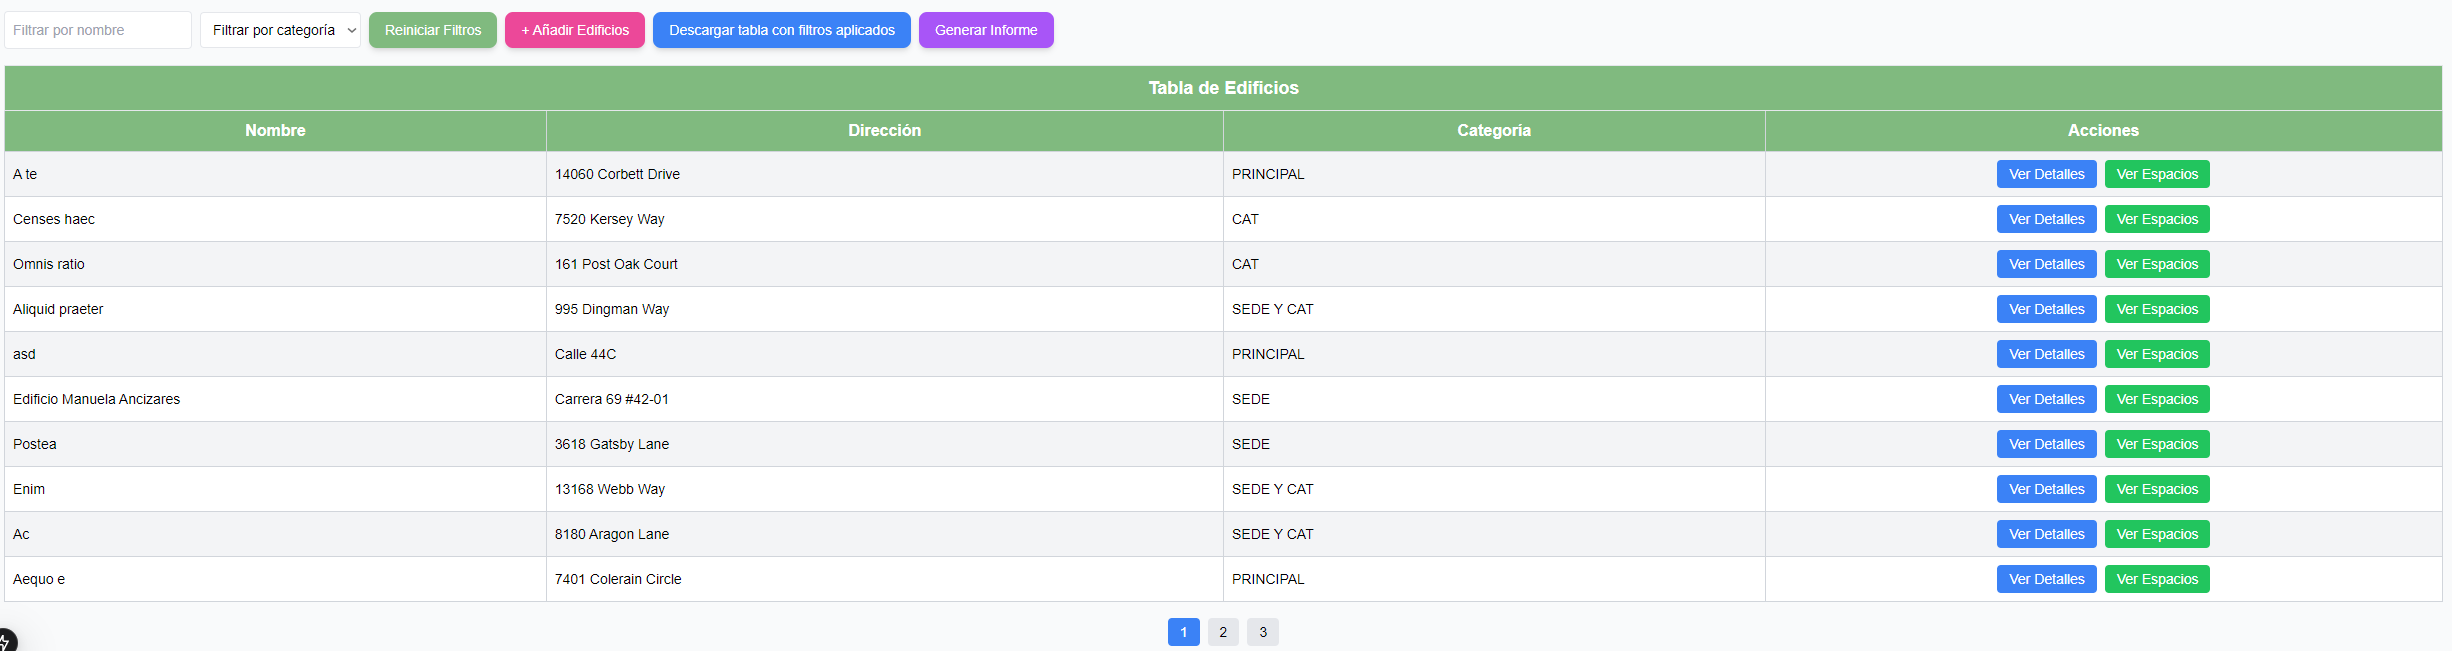 Filtrar por nombre Filtrar por categoría Reiniciar Filtros + Añadir Edificios Descargar tabla con filtros aplicados Generar Informe
Tabla de Edificios
Nombre Dirección Categoría Acciones
A te 14060 Corbett Drive PRINCIPAL Ver Detalles Ver Espacios
Censes haec 7520 Kersey Way CAT Ver Detalles Ver Espacios
Omnis ratio 161 Post Oak Court CAT Ver Detalles Ver Espacios
Aliquid praeter 995 Dingman Way SEDE Y CAT Ver Detalles Ver Espacios
asd Calle 44C PRINCIPAL Ver Detalles Ver Espacios
Edificio Manuela Ancizares Carrera 69 #42-01 SEDE Ver Detalles Ver Espacios
Postea 3618 Gatsby Lane SEDE Ver Detalles Ver Espacios
Enim 13168 Webb Way SEDE Y CAT Ver Detalles Ver Espacios
Ac 8180 Aragon Lane SEDE Y CAT Ver Detalles Ver Espacios
Aequo e 7401 Colerain Circle PRINCIPAL Ver Detalles Ver Espacios
1 2 3